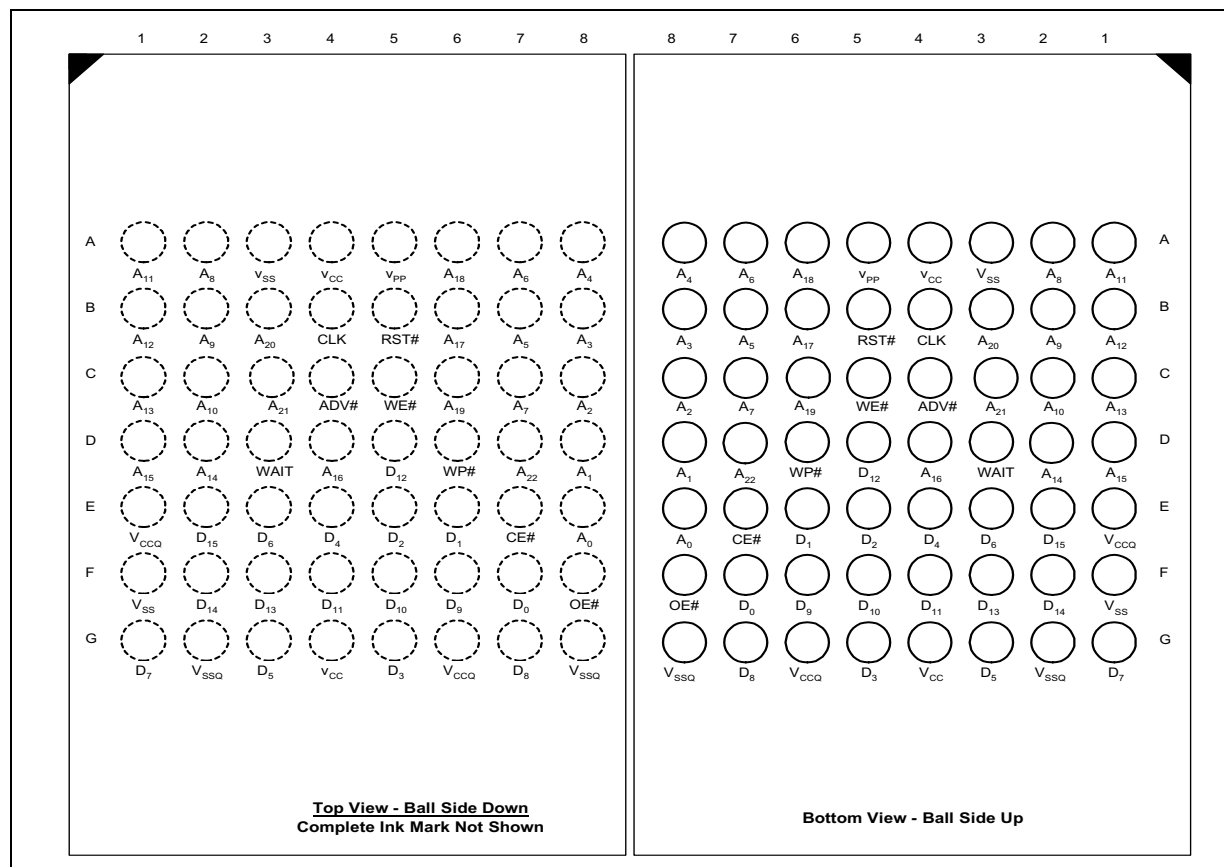 1 2 3 4 5 6 7 8
8 7 6 5 4 3 2 1
A
A11 A8 vSS vCC vPP A18 A6 A4
B
A12 A9 A20 CLK RST# A17 A5 A3
C
A13 A10 A21 ADV# WE# A19 A7 A2
D
A15 A14 WAIT A16 D12 WP# A22 A1
E
VCCQ D15 D6 D4 D2 D1 CE# A0
F
VSS D14 D13 D11 D10 D9 D0 OE#
G
D7 VSSQ D5 vCC D3 VCCQ D8 VSSQ
Top View - Ball Side Down
Complete Ink Mark Not Shown
A
A4 A6 A18 vPP vCC VSS A8 A11
B
A3 A5 A17 RST# CLK A20 A9 A12
C
A2 A7 A19 WE# ADV# A21 A10 A13
D
A1 A22 WP# D12 A16 WAIT A14 A15
E
A0 CE# D1 D2 D4 D6 D15 VCCQ
F
OE# D0 D9 D10 D11 D13 D14 VSS
G
VSSQ D8 VCCQ D3 VCC D5 VSSQ D7
Bottom View - Ball Side Up